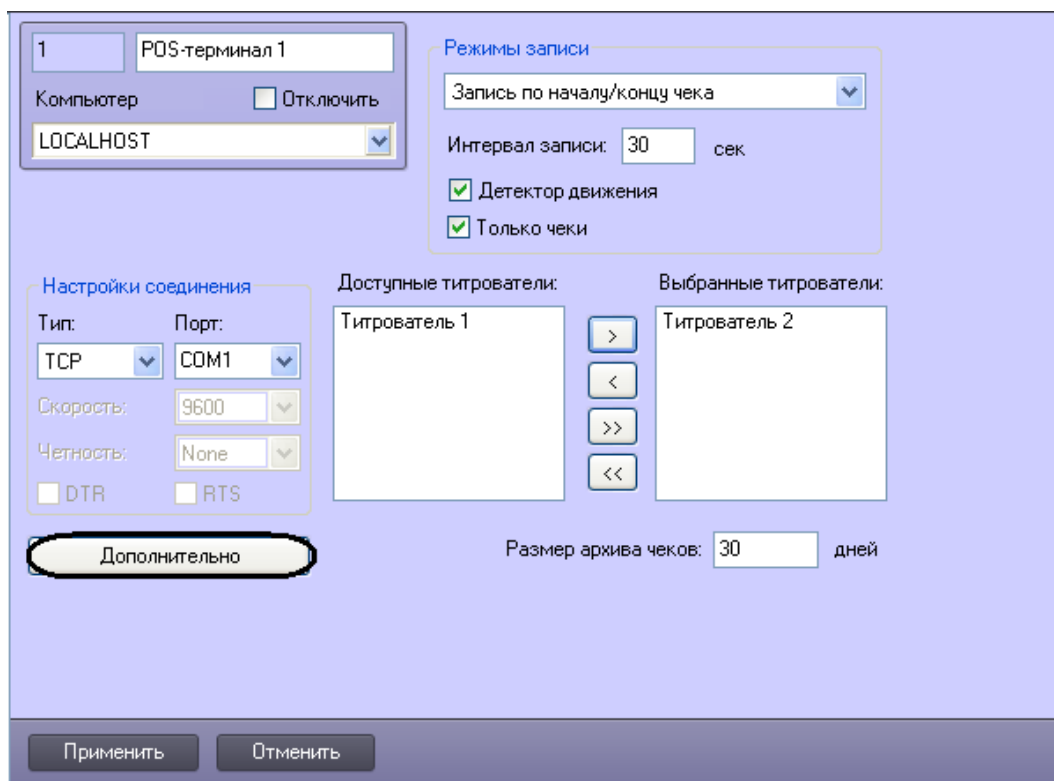 1
POS-терминал 1
Компьютер
Отключить
LOCALHOST
Режимы записи
Запись по началу/концу чека
Интервал записи: 30 сек
Детектор движения
Только чеки
Настройки соединения
Тип: Порт:
TCP COM1
Скорость: 9600
Четность: None
DTR RTS
Доступные титрователи:
Титрователь 1
>
<
>>
<<
Выбранные титрователи:
Титрователь 2
Дополнительно
Размер архива чеков: 30 дней
Применить Отменить